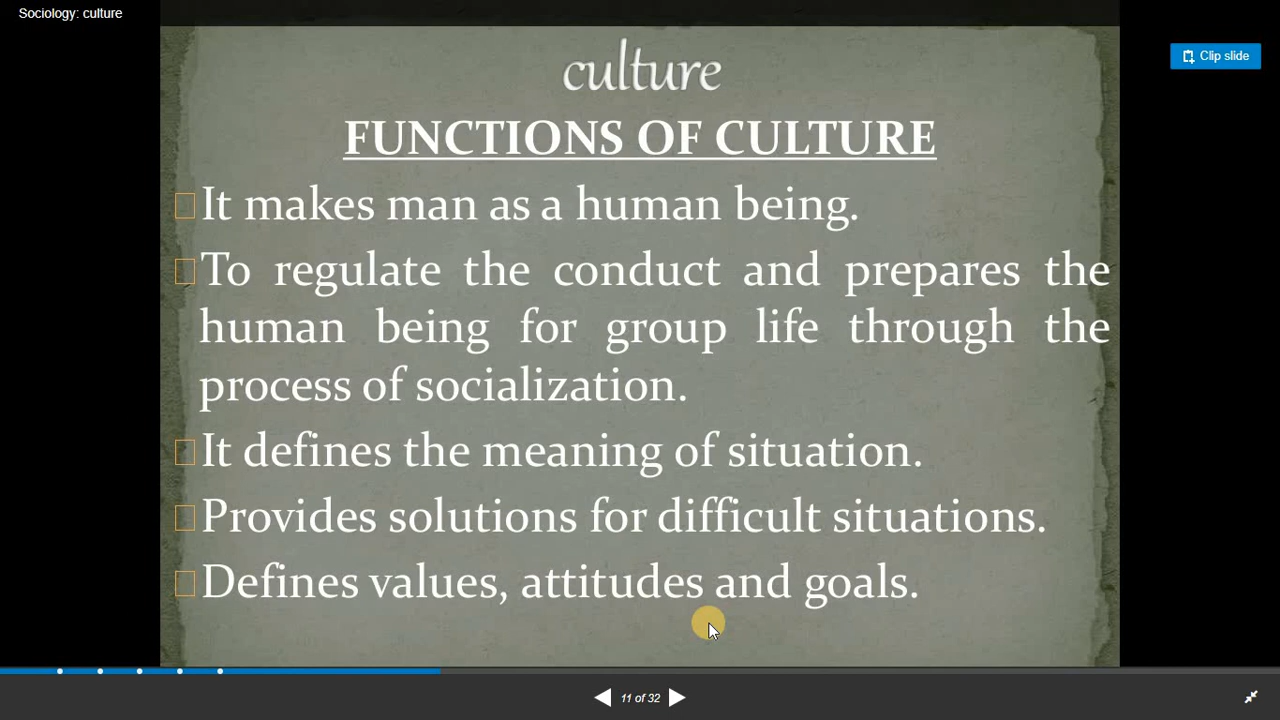 Sociology: culture
Clip slide
culture
FUNCTIONS OF CULTURE
It makes man as a human being.
To regulate the conduct and prepares the
human being for group life through the
process of socialization.
It defines the meaning of situation.
Provides solutions for difficult situations.
Defines values, attitudes and goals.
11 of 32